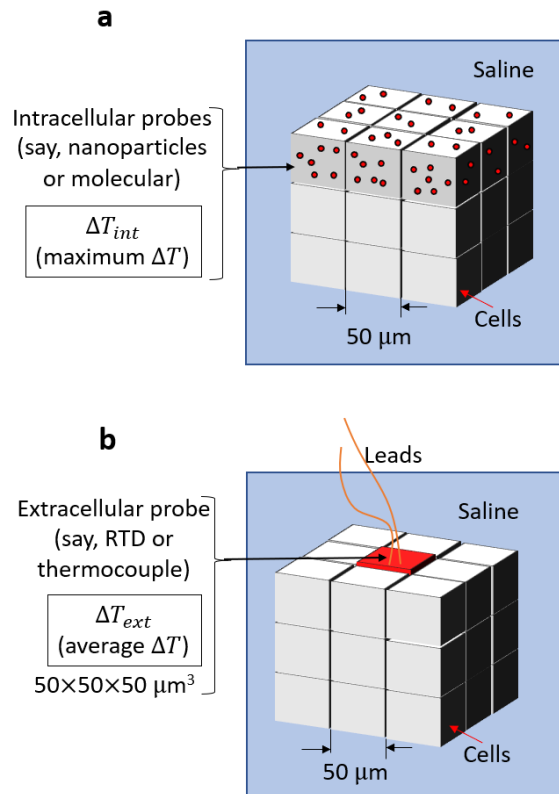 a
Saline
Intracellular probes
(say, nanoparticles
or molecular)
ΔT_int
(maximum ΔT)
50 μm
Cells
b
Leads
Saline
Extracellular probe
(say, RTD or
thermocouple)
ΔT_ext
(average ΔT)
50×50×50 μm³
50 μm
Cells